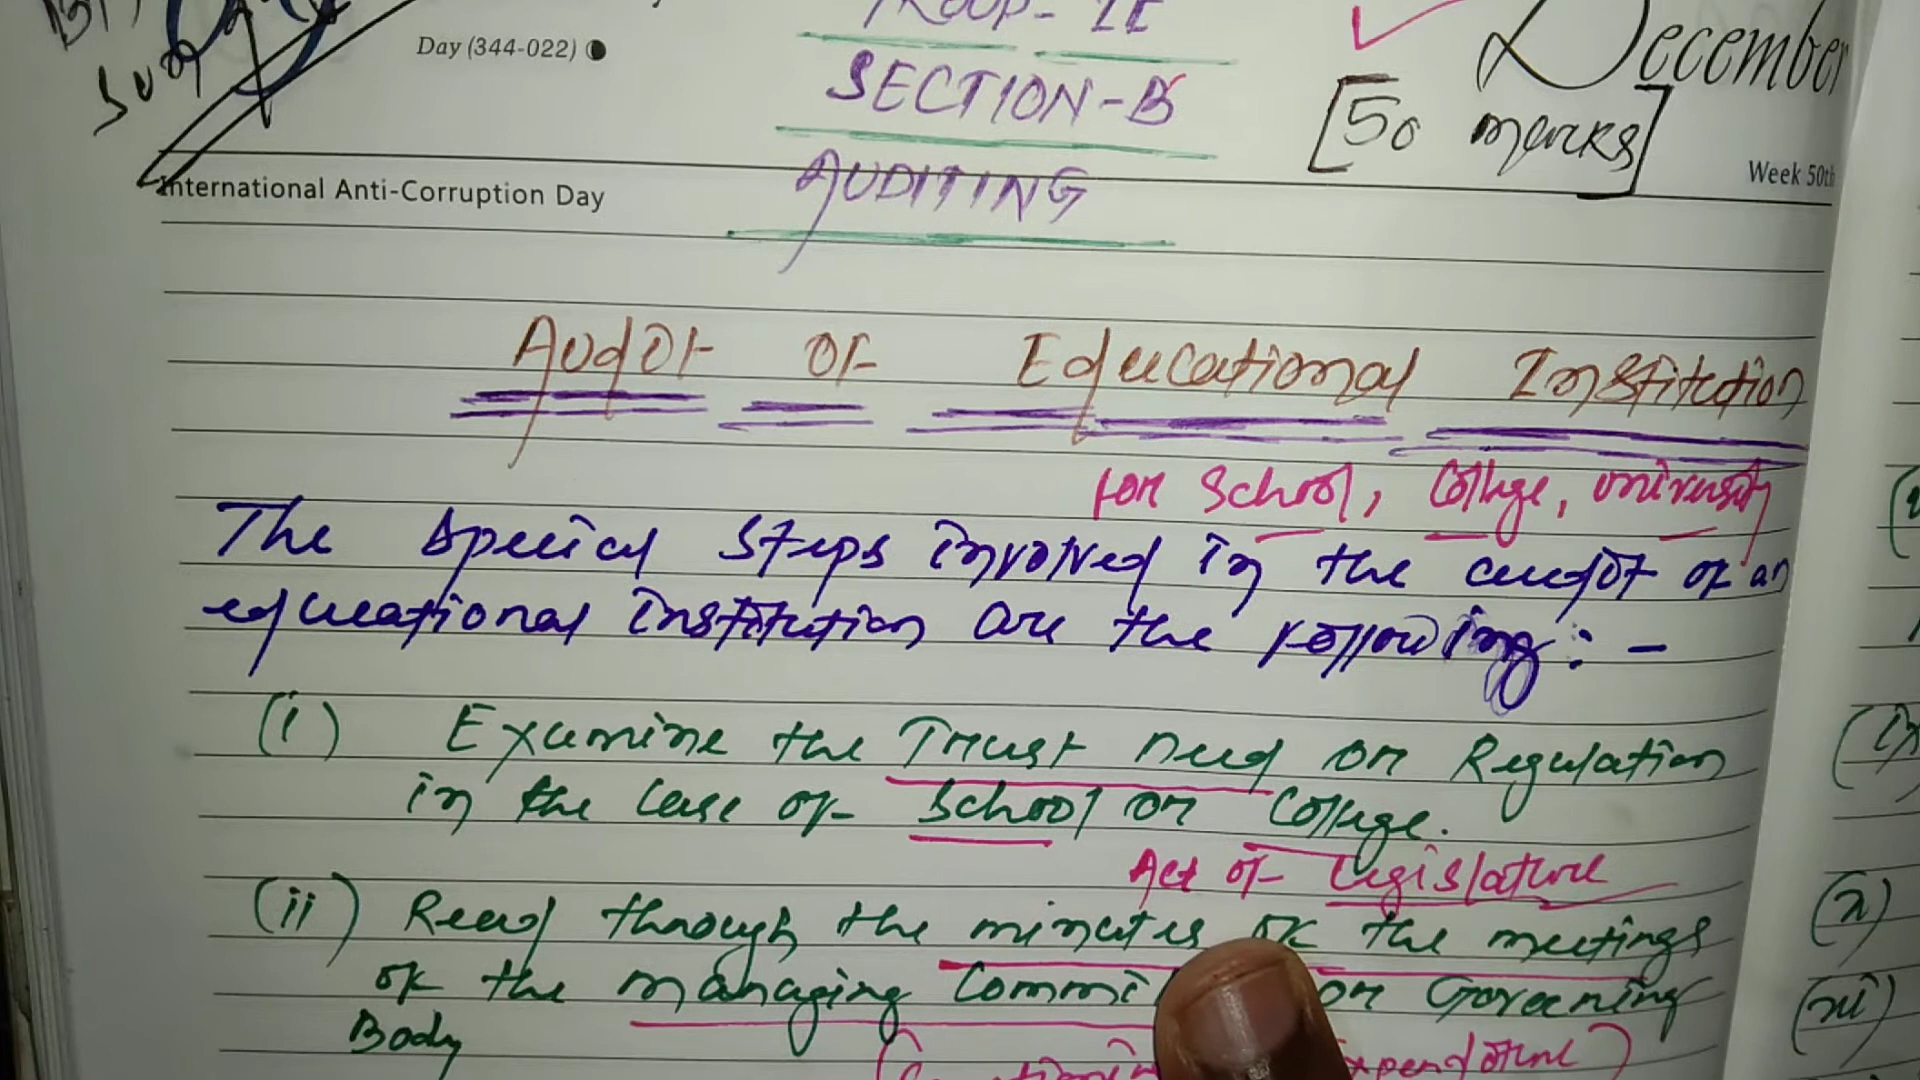 Day (344-022)
December
SECTION-B
[50 marks]
Week 50th
International Anti-Corruption Day
AUDITING
Audit of Educational Institution
for School, College, University
The special steps involved in the audit of an
educational institution are the following: -
(i) Examine the Trust Deed or Regulation
in the case of School or College.
Act of Legislature
(ii) Read through the minutes of the meetings
of the managing Commi or Governing
Body
(x)
(xi)